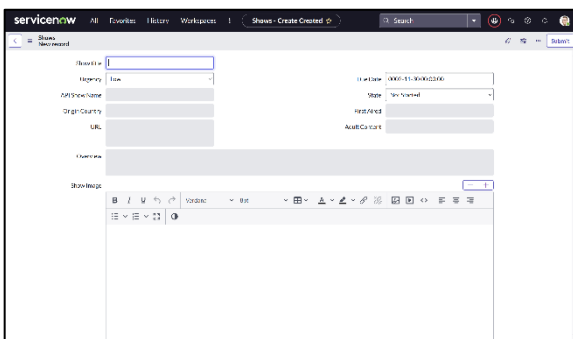 servicenow All Favorites History Workspaces Shows - Create Created ☆ Search
Shows
New record
Submit
Show title
Urgency Low
Due Date
API Show Name
State Not Started
Origin Country
First Aired
URL
Adult Content
Overview
Show Image
B I U Verdana 8pt